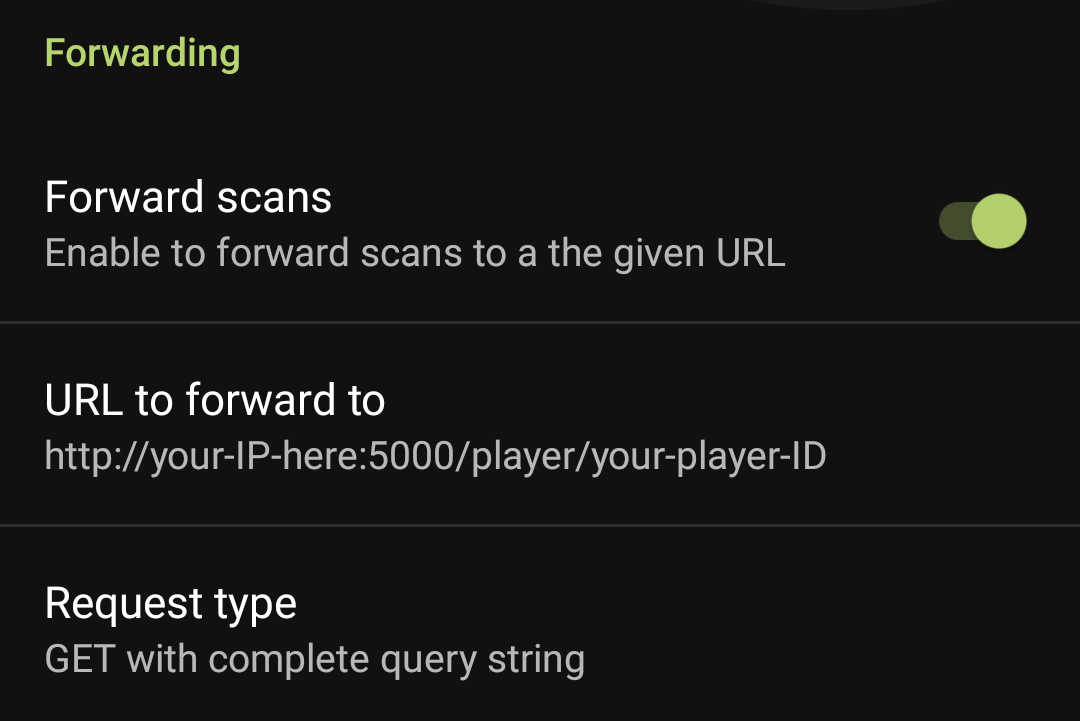 Forwarding
Forward scans
Enable to forward scans to a the given URL
URL to forward to
http://your-IP-here:5000/player/your-player-ID
Request type
GET with complete query string